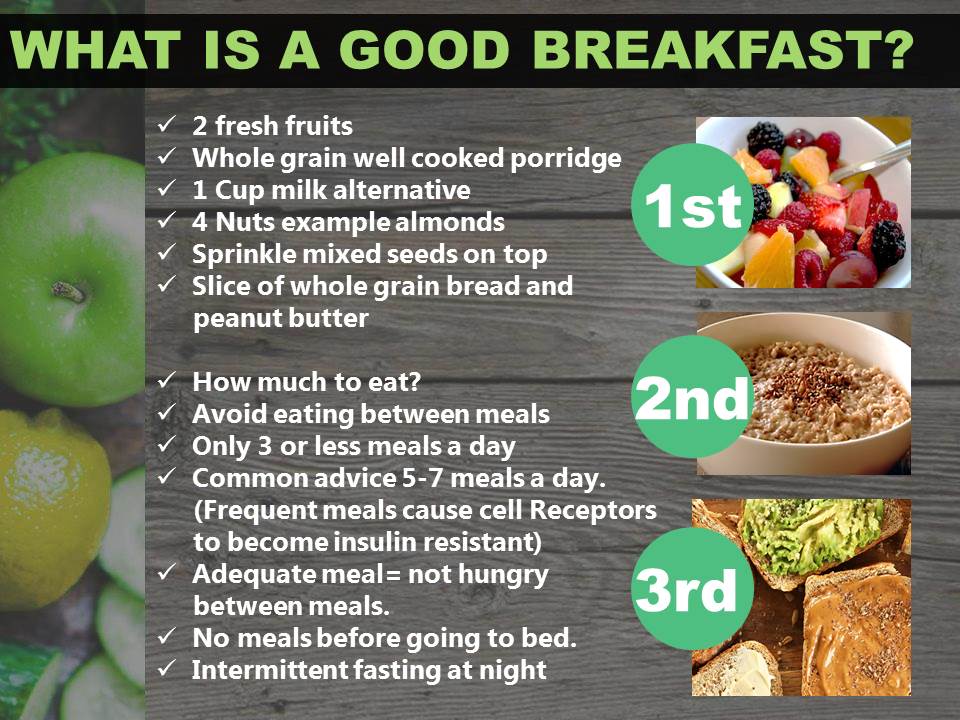 WHAT IS A GOOD BREAKFAST?
✓ 2 fresh fruits
✓ Whole grain well cooked porridge
✓ 1 Cup milk alternative
✓ 4 Nuts example almonds
✓ Sprinkle mixed seeds on top
✓ Slice of whole grain bread and
peanut butter
✓ How much to eat?
✓ Avoid eating between meals
✓ Only 3 or less meals a day
✓ Common advice 5-7 meals a day.
(Frequent meals cause cell Receptors
to become insulin resistant)
✓ Adequate meal= not hungry
between meals.
✓ No meals before going to bed.
✓ Intermittent fasting at night
1st
2nd
3rd